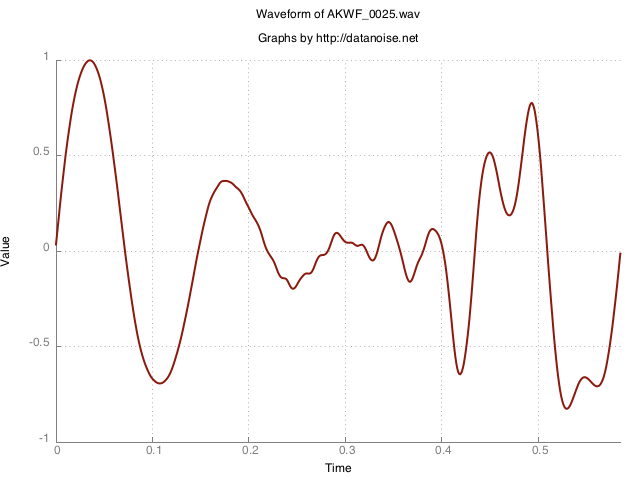 Waveform of AKWF_0025.wav
Graphs by http://datanoise.net
1
0.5
0
-0.5
-1
Value
0 0.1 0.2 0.3 0.4 0.5
Time